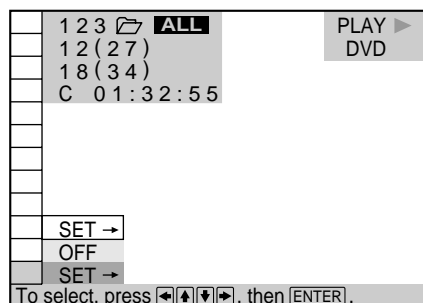 123 ALL
12(27)
18(34)
C 01:32:55
PLAY ▶
DVD
SET →
OFF
SET →
To select, press ←↑↓→, then ENTER.